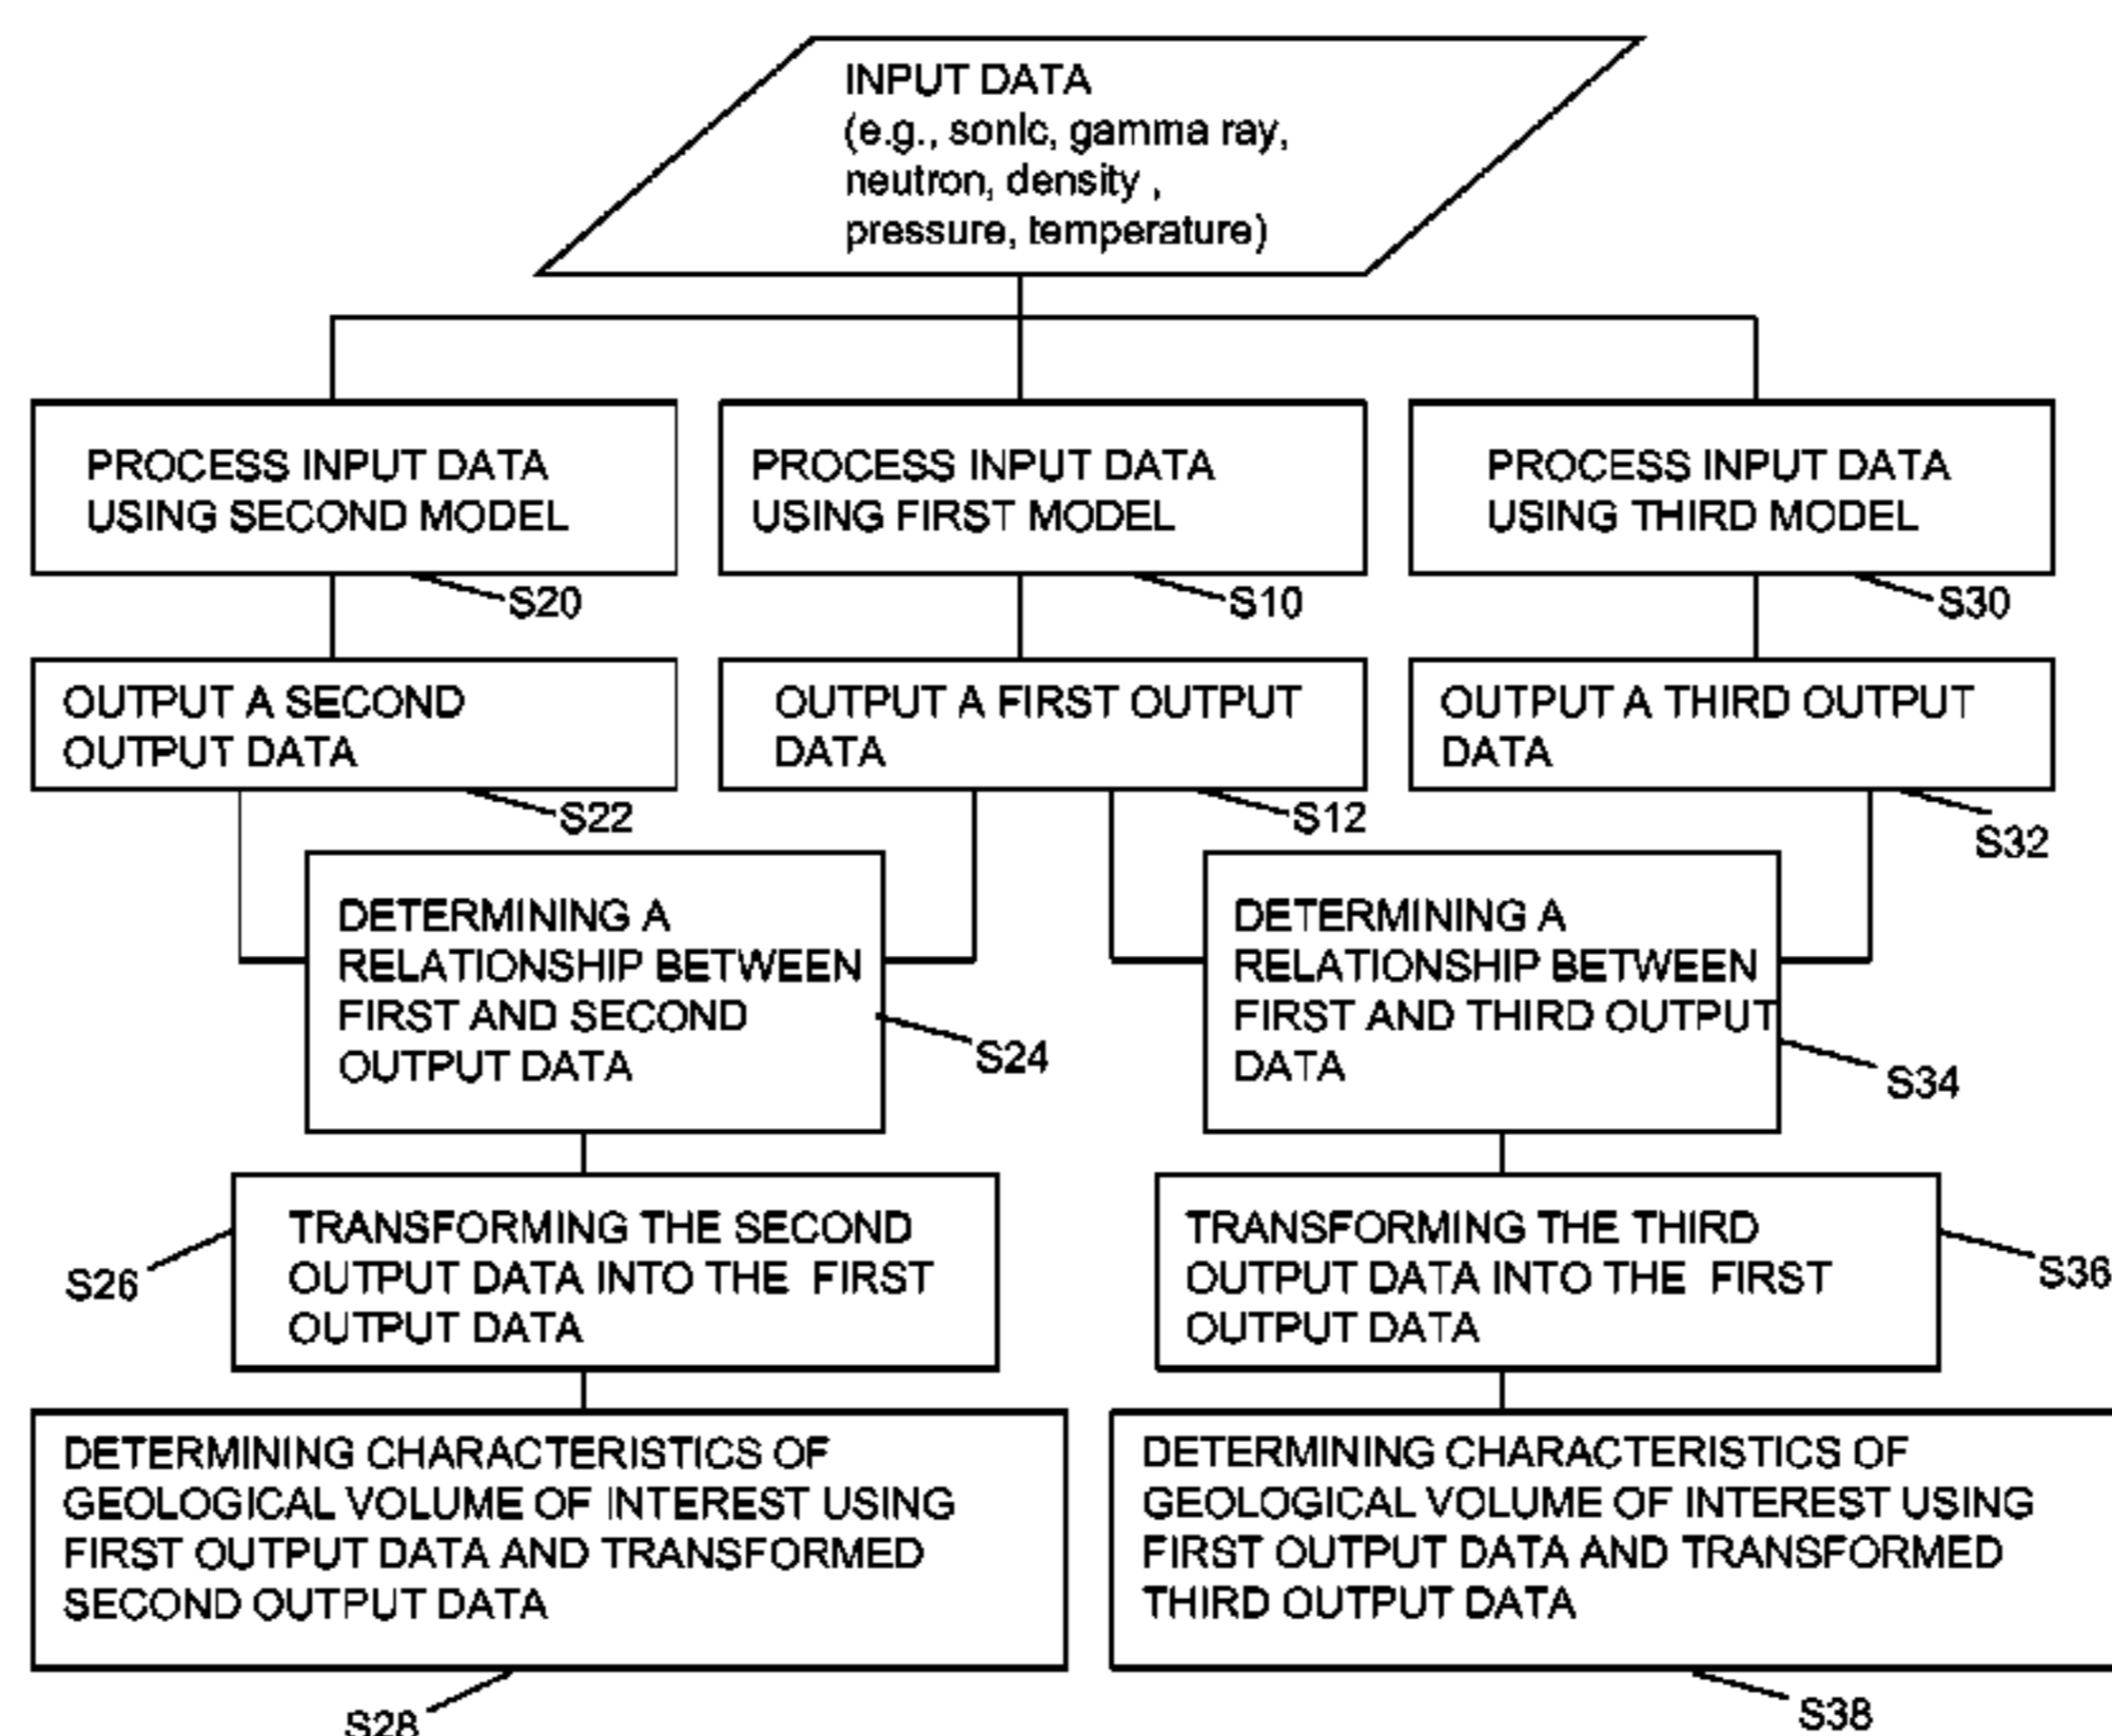 INPUT DATA
(e.g., sonic, gamma ray,
neutron, density ,
pressure, temperature)
PROCESS INPUT DATA
USING SECOND MODEL
S20
PROCESS INPUT DATA
USING FIRST MODEL
S10
PROCESS INPUT DATA
USING THIRD MODEL
S30
OUTPUT A SECOND
OUTPUT DATA
S22
OUTPUT A FIRST OUTPUT
DATA
S12
OUTPUT A THIRD OUTPUT
DATA
S32
DETERMINING A
RELATIONSHIP BETWEEN
FIRST AND SECOND
OUTPUT DATA
S24
DETERMINING A
RELATIONSHIP BETWEEN
FIRST AND THIRD OUTPUT
DATA
S34
TRANSFORMING THE SECOND
OUTPUT DATA INTO THE FIRST
OUTPUT DATA
S26
TRANSFORMING THE THIRD
OUTPUT DATA INTO THE FIRST
OUTPUT DATA
S36
DETERMINING CHARACTERISTICS OF
GEOLOGICAL VOLUME OF INTEREST USING
FIRST OUTPUT DATA AND TRANSFORMED
SECOND OUTPUT DATA
S28
DETERMINING CHARACTERISTICS OF
GEOLOGICAL VOLUME OF INTEREST USING
FIRST OUTPUT DATA AND TRANSFORMED
THIRD OUTPUT DATA
S38